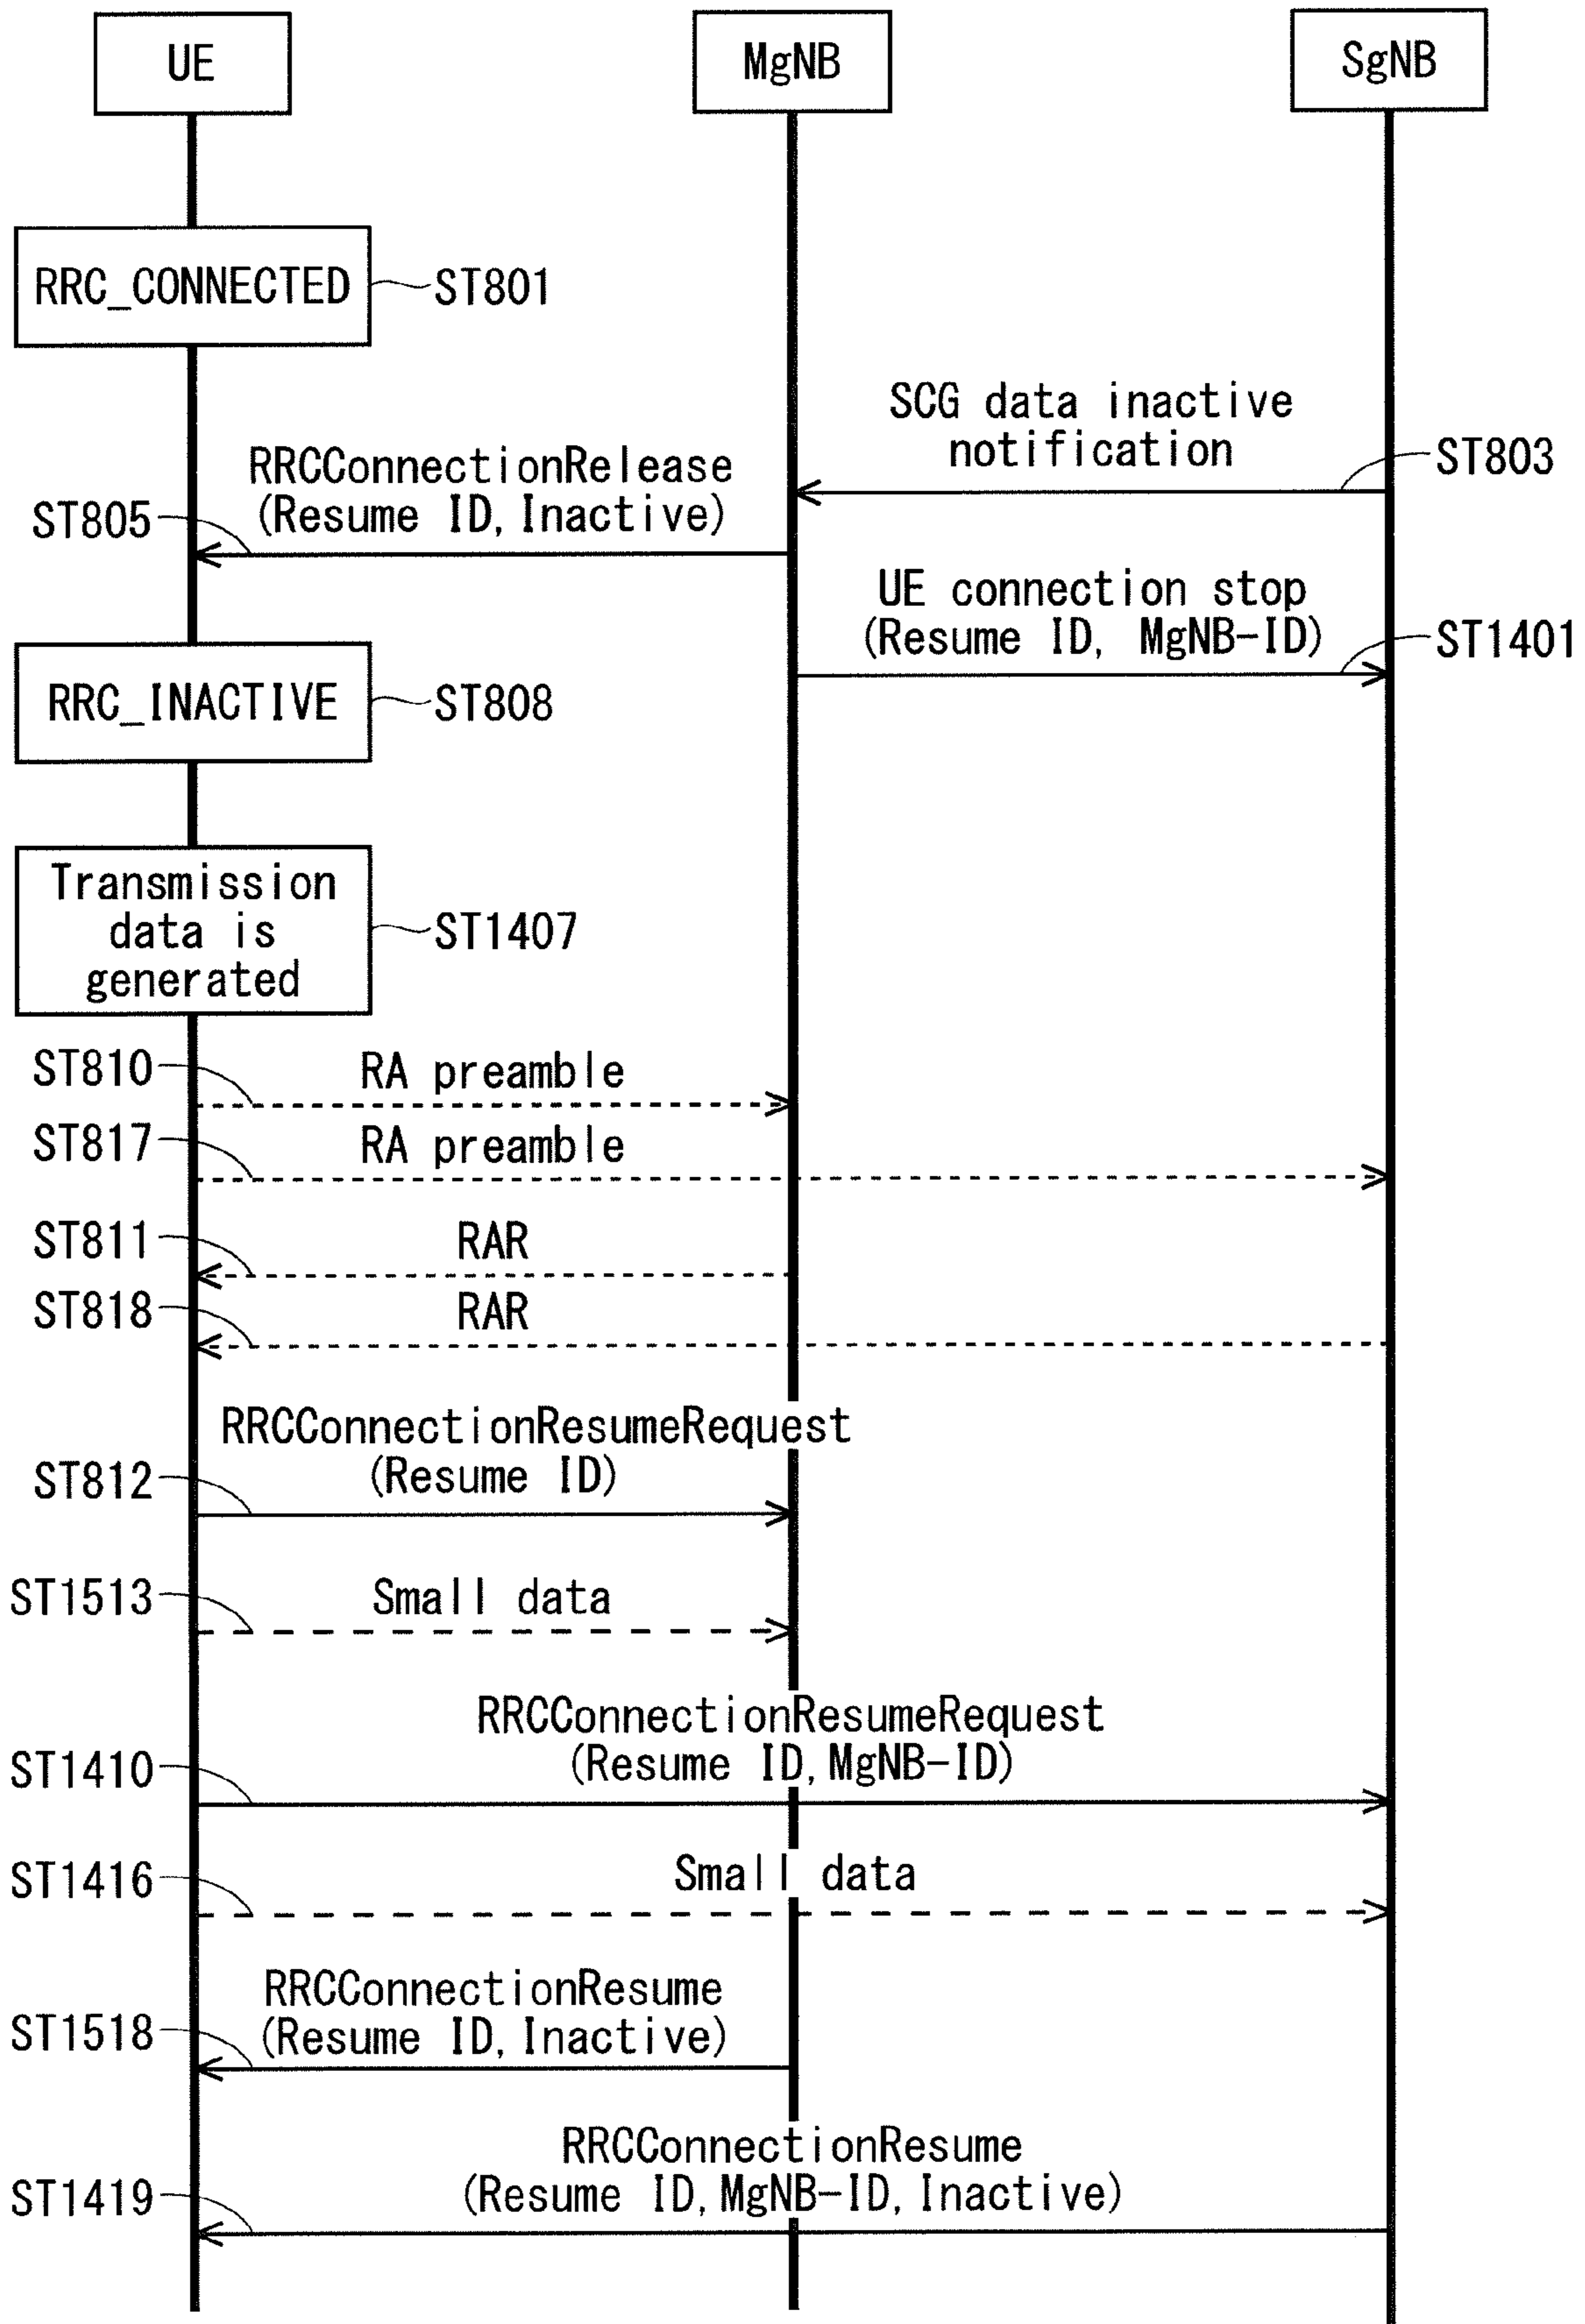 UE
MgNB
SgNB
RRC_CONNECTED
ST801
SCG data inactive
notification
ST803
RRCConnectionRelease
(Resume ID, Inactive)
ST805
UE connection stop
(Resume ID, MgNB-ID)
ST1401
RRC_INACTIVE
ST808
Transmission
data is
generated
ST1407
ST810
RA preamble
ST817
RA preamble
ST811
RAR
ST818
RAR
RRCConnectionResumeRequest
(Resume ID)
ST812
ST1513
Small data
RRCConnectionResumeRequest
(Resume ID, MgNB-ID)
ST1410
ST1416
Small data
RRCConnectionResume
(Resume ID, Inactive)
ST1518
RRCConnectionResume
(Resume ID, MgNB-ID, Inactive)
ST1419